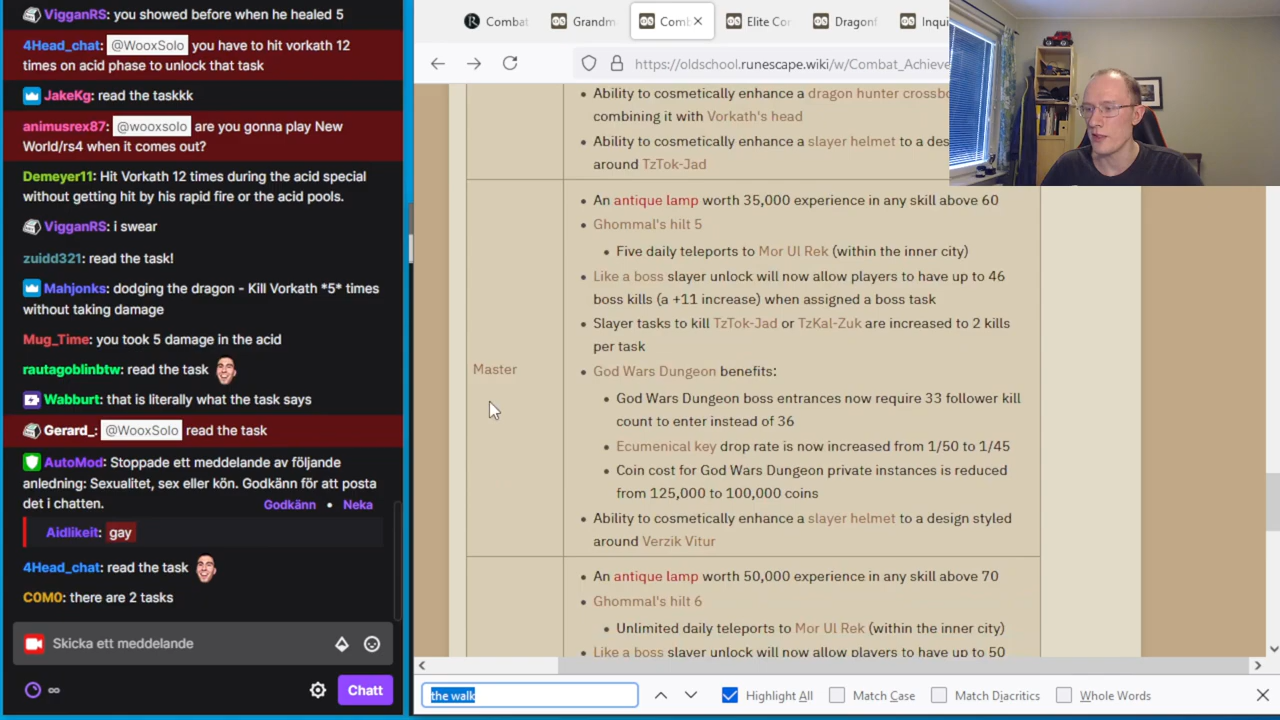 VigganRS: you showed before when he healed 5
4Head_chat: @WooxSolo you have to hit vorkath 12
times on acid phase to unlock that task
JakeKg: read the taskkk
animusrex87: @wooxsolo are you gonna play New
World/rs4 when it comes out?
Demeyer11: Hit Vorkath 12 times during the acid special
without getting hit by his rapid fire or the acid pools.
VigganRS: i swear
zuidd321: read the task!
Mahjonks: dodging the dragon - Kill Vorkath *5* times
without taking damage
Mug_Time: you took 5 damage in the acid
rautagoblinbtw: read the task
Wabburt: that is literally what the task says
Gerard_: @WooxSolo read the task
AutoMod: Stoppade ett meddelande av följande
anledning: Sexualitet, sex eller kön. Godkänn för att posta
det i chatten.
Godkänn • Neka
Aidlikeit: gay
4Head_chat: read the task
C0M0: there are 2 tasks
Skicka ett meddelande
∞
Chatt
Combat
Grandm
Comb
Elite Co
Dragonf
Inqui
https://oldschool.runescape.wiki/w/Combat_Achieve
Ability to cosmetically enhance a dragon hunter crossb
combining it with Vorkath's head
Ability to cosmetically enhance a slayer helmet to a des
around TzTok-Jad
Master
An antique lamp worth 35,000 experience in any skill above 60
Ghommal's hilt 5
Five daily teleports to Mor Ul Rek (within the inner city)
Like a boss slayer unlock will now allow players to have up to 46
boss kills (a +11 increase) when assigned a boss task
Slayer tasks to kill TzTok-Jad or TzKal-Zuk are increased to 2 kills
per task
God Wars Dungeon benefits:
God Wars Dungeon boss entrances now require 33 follower kill
count to enter instead of 36
Ecumenical key drop rate is now increased from 1/50 to 1/45
Coin cost for God Wars Dungeon private instances is reduced
from 125,000 to 100,000 coins
Ability to cosmetically enhance a slayer helmet to a design styled
around Verzik Vitur
An antique lamp worth 50,000 experience in any skill above 70
Ghommal's hilt 6
Unlimited daily teleports to Mor Ul Rek (within the inner city)
Like a boss slayer unlock will now allow players to have up to 50
the walk
Highlight All
Match Case
Match Diacritics
Whole Words